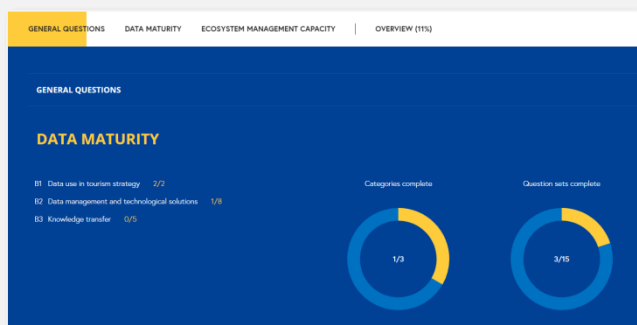 GENERAL QUESTIONS DATA MATURITY ECOSYSTEM MANAGEMENT CAPACITY OVERVIEW (11%)
GENERAL QUESTIONS
DATA MATURITY
B1 Data use in tourism strategy 2/2
B2 Data management and technological solutions 1/8
B3 Knowledge transfer 0/5
Categories complete
1/3
Question sets complete
3/15